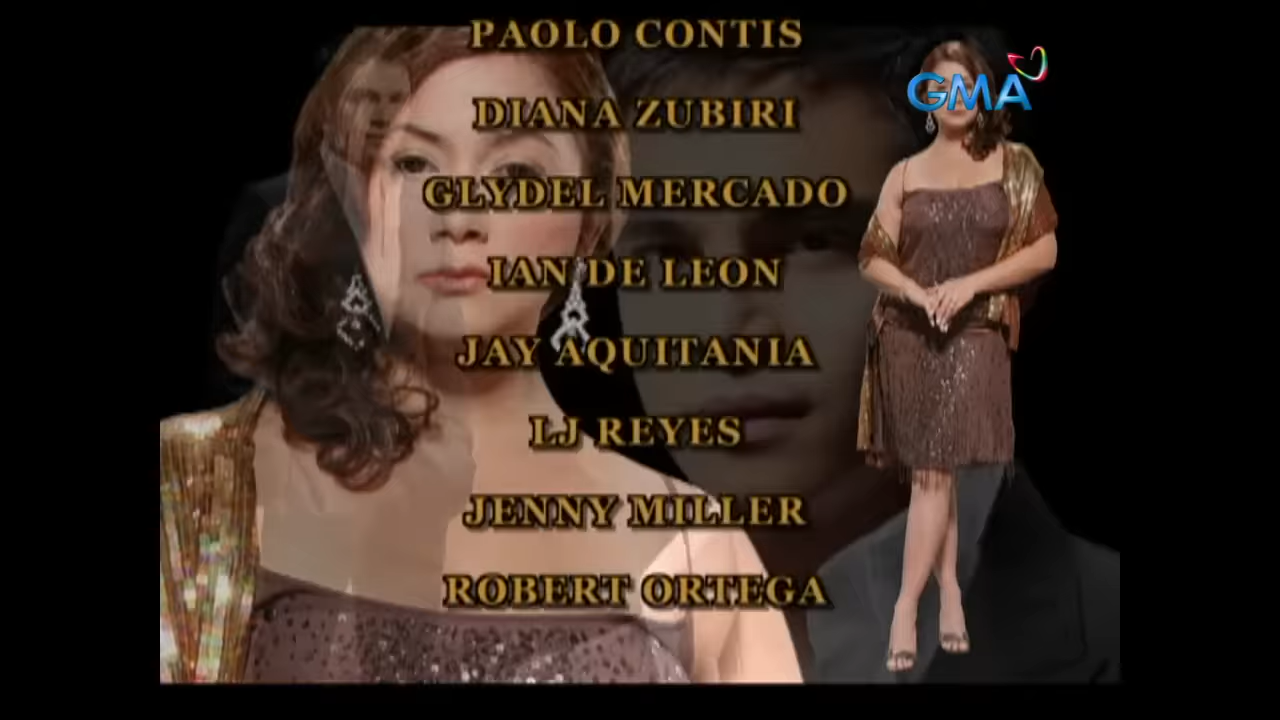 PAOLO CONTIS
GMA
DIANA ZUBIRI
GLYDEL MERCADO
IAN DE LEON
JAY AQUITANIA
LJ REYES
JENNY MILLER
ROBERT ORTEGA